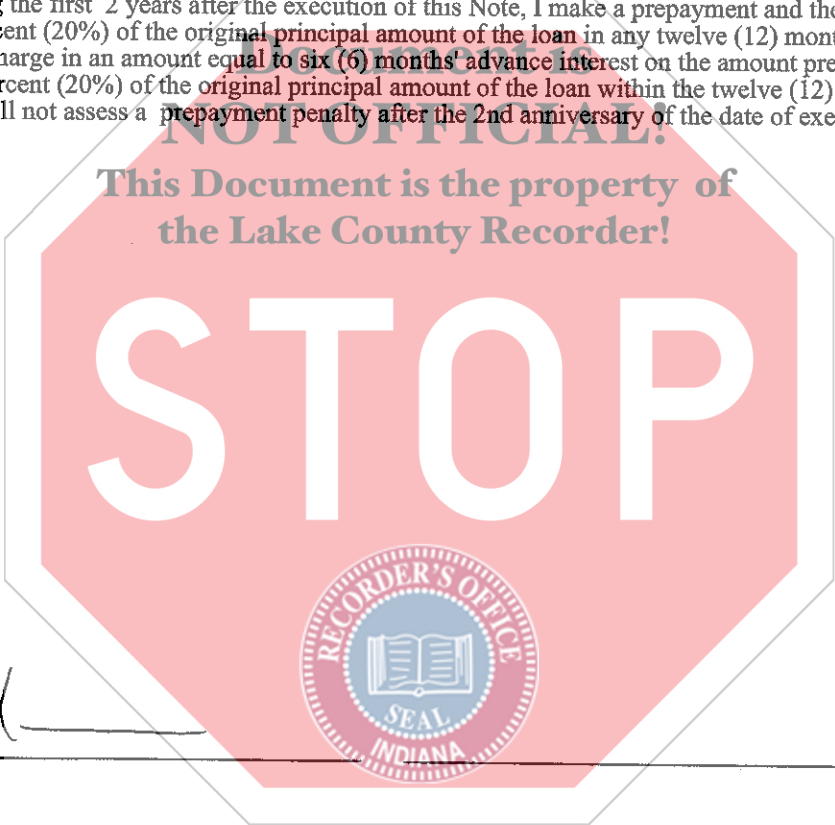 the first 2 years after the execution of this Note, I make a prepayment and the
cent (20%) of the original principal amount of the loan in any twelve (12) mont
harge in an amount equal to six (6) months' advance interest on the amount pre
rcent (20%) of the original principal amount of the loan within the twelve (12)
ll not assess a prepayment penalty after the 2nd anniversary of the date of exe
Document is
NOT OFFICIAL!
This Document is the property of
the Lake County Recorder!
STOP
RECORDER'S OFFICE
SEAL
INDIANA